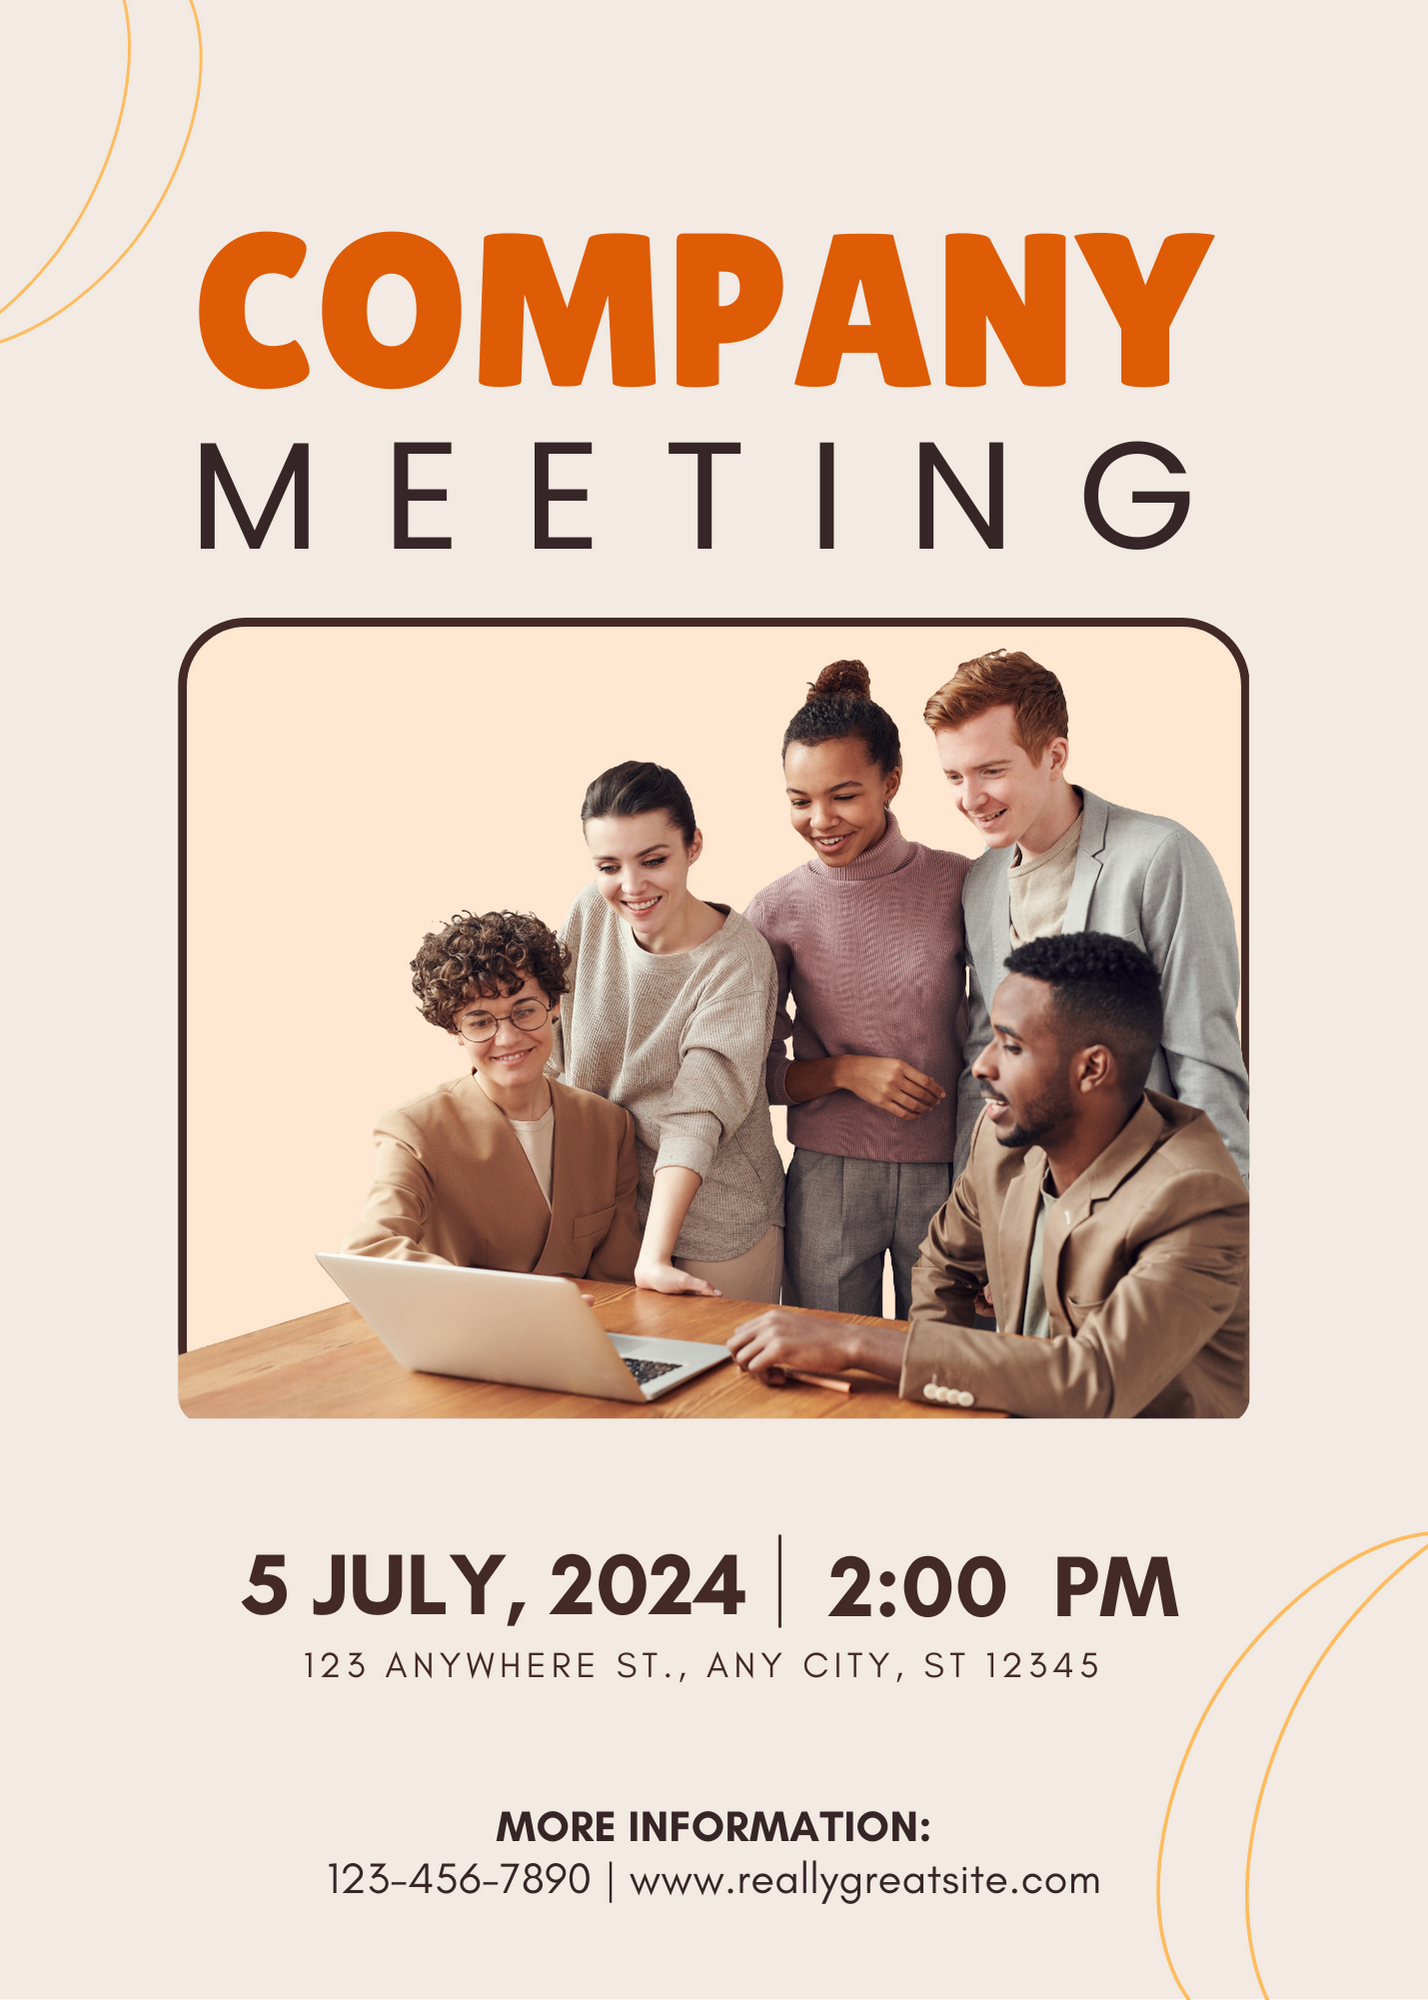 COMPANY
MEETING
5 JULY, 2024 | 2:00 PM
123 ANYWHERE ST., ANY CITY, ST 12345
MORE INFORMATION:
123-456-7890 | www.reallygreatsite.com